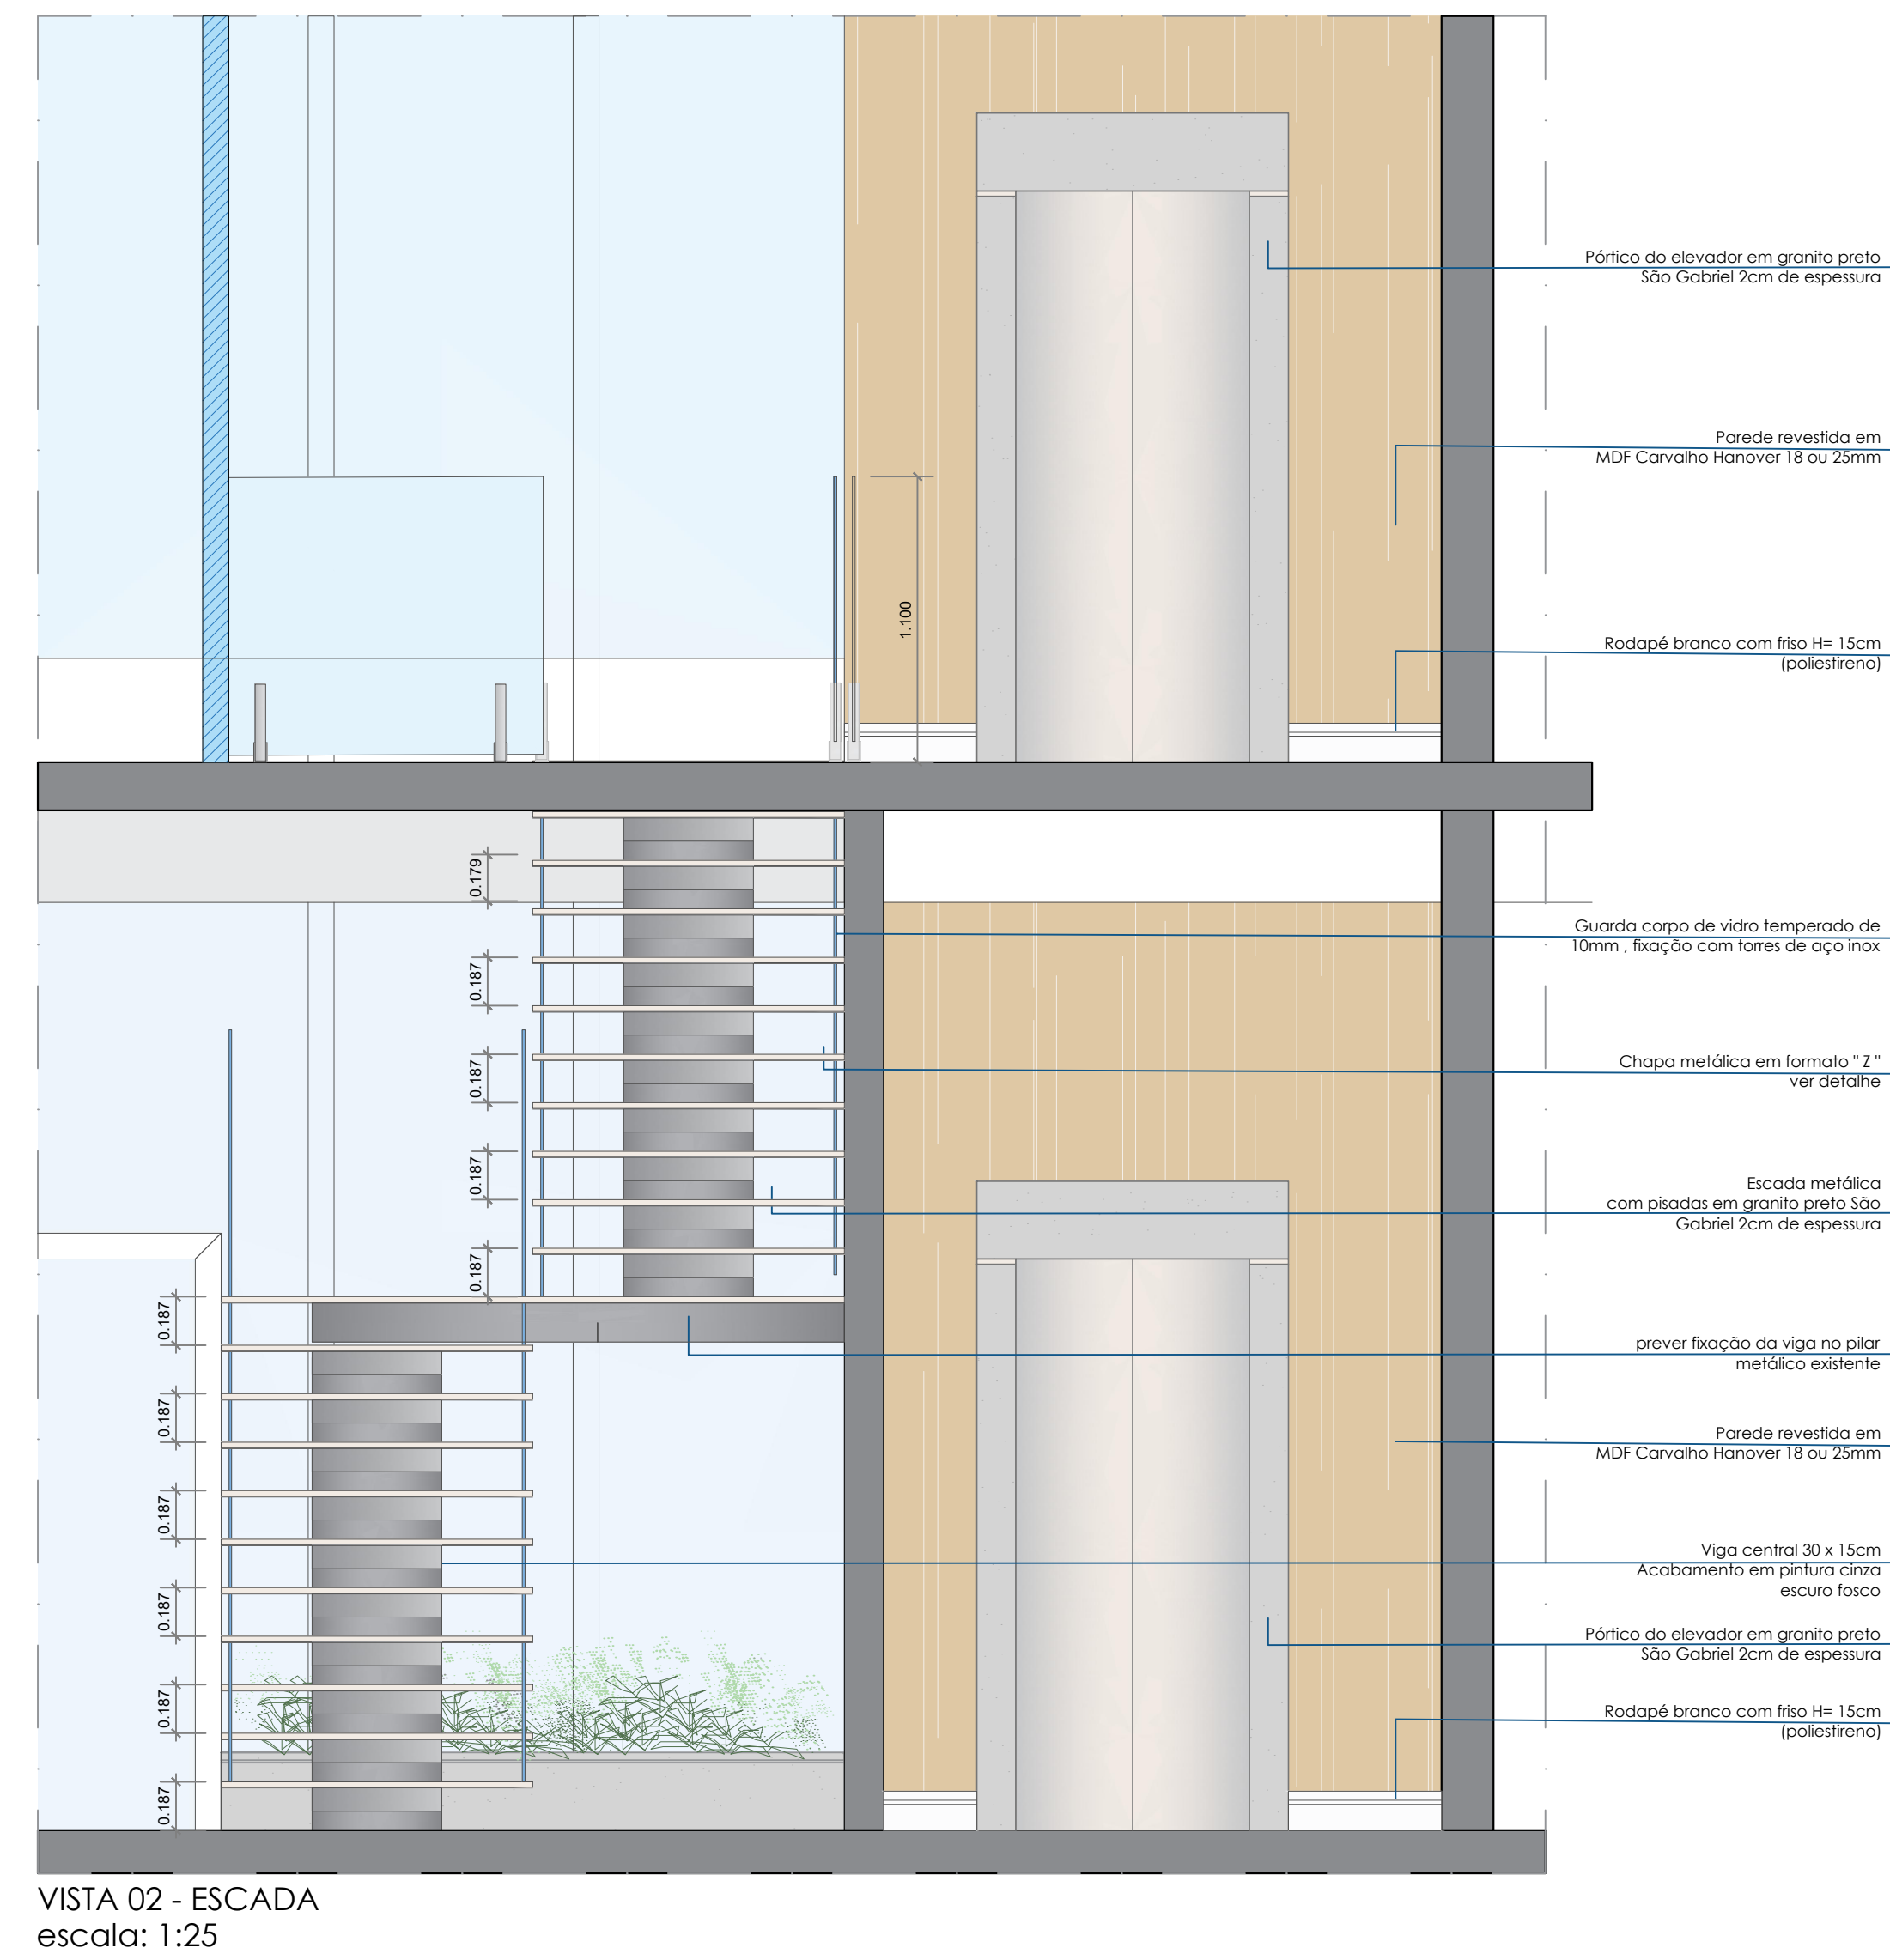 Pórtico do elevador em granito preto
São Gabriel 2cm de espessura
Parede revestida em
MDF Carvalho Hanover 18 ou 25mm
1.100
Rodapé branco com friso H= 15cm
(poliestireno)
0.179
Guarda corpo de vidro temperado de
10mm , fixação com torres de aço inox
0.187
Chapa metálica em formato " Z "
ver detalhe
0.187
Escada metálica
com pisadas em granito preto São
Gabriel 2cm de espessura
0.187
0.187
0.187
prever fixação da viga no pilar
metálico existente
0.187
Parede revestida em
MDF Carvalho Hanover 18 ou 25mm
0.187
Viga central 30 x 15cm
Acabamento em pintura cinza
escuro fosco
0.187
Pórtico do elevador em granito preto
São Gabriel 2cm de espessura
0.187
Rodapé branco com friso H= 15cm
(poliestireno)
0.187
VISTA 02 - ESCADA
escala: 1:25